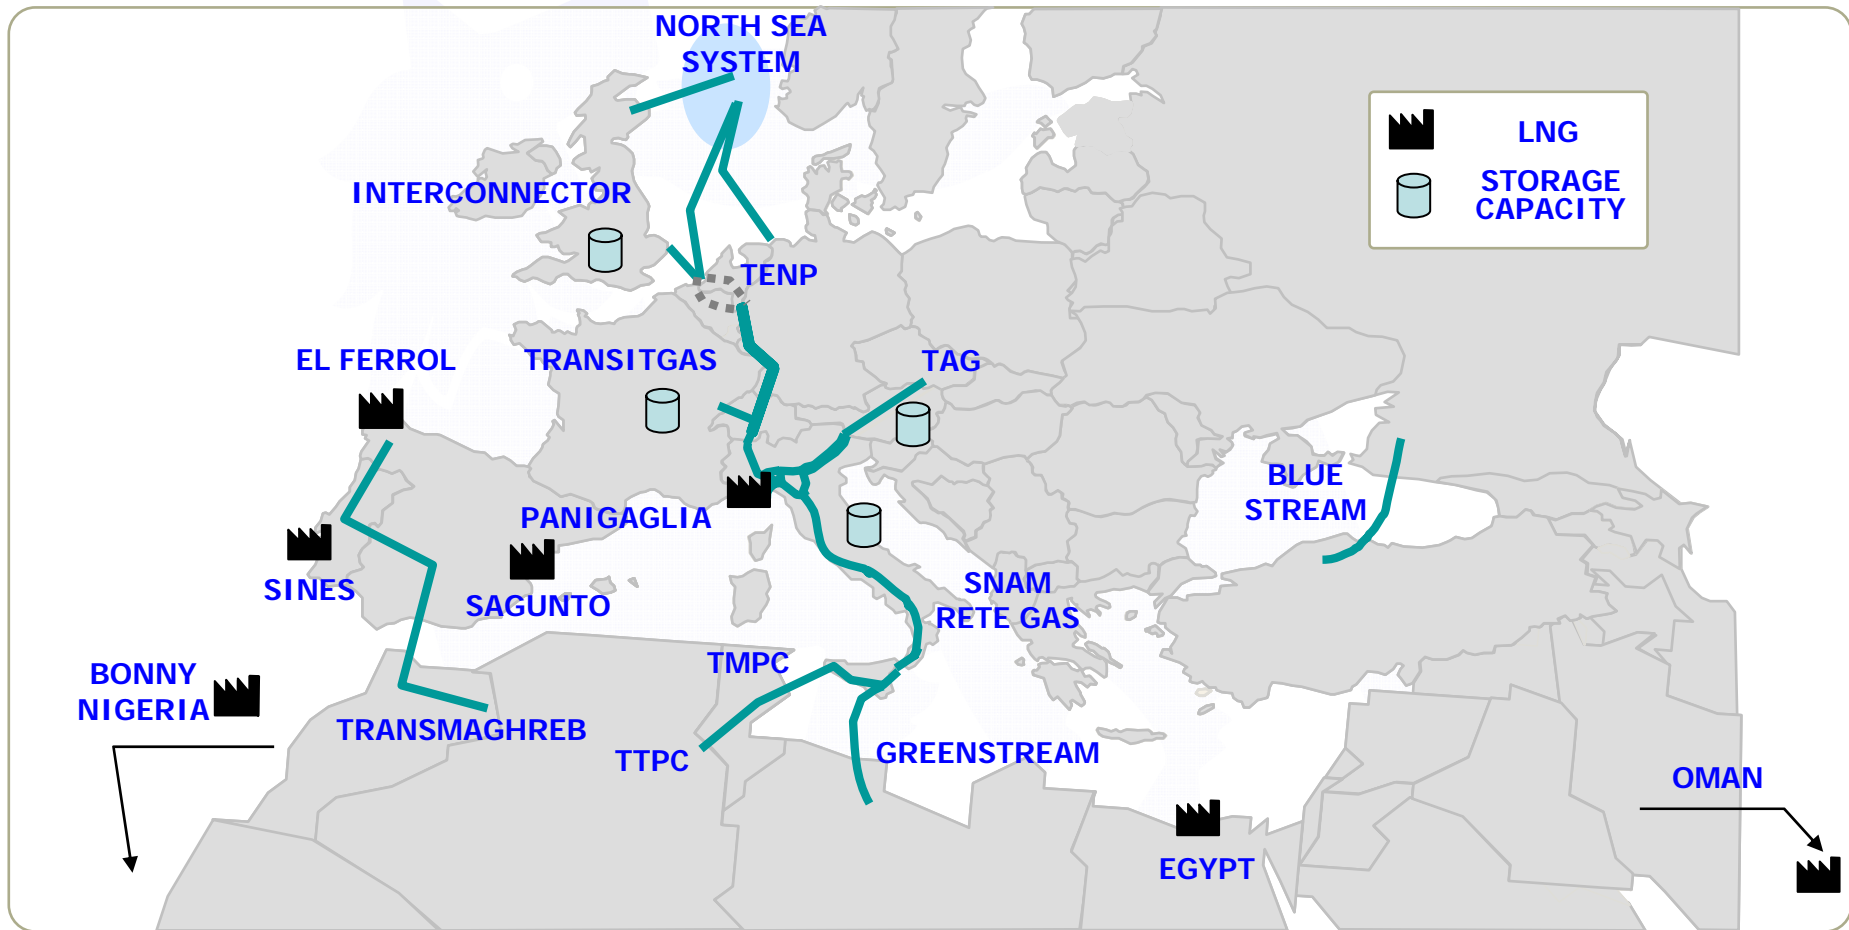 NORTH SEA
SYSTEM
LNG
STORAGE
CAPACITY
INTERCONNECTOR
TENP
EL FERROL
TRANSITGAS
TAG
BLUE
STREAM
PANIGAGLIA
SINES
SAGUNTO
SNAM
RETE GAS
BONNY
NIGERIA
TMPC
TRANSMAGHREB
TTPC
GREENSTREAM
OMAN
EGYPT